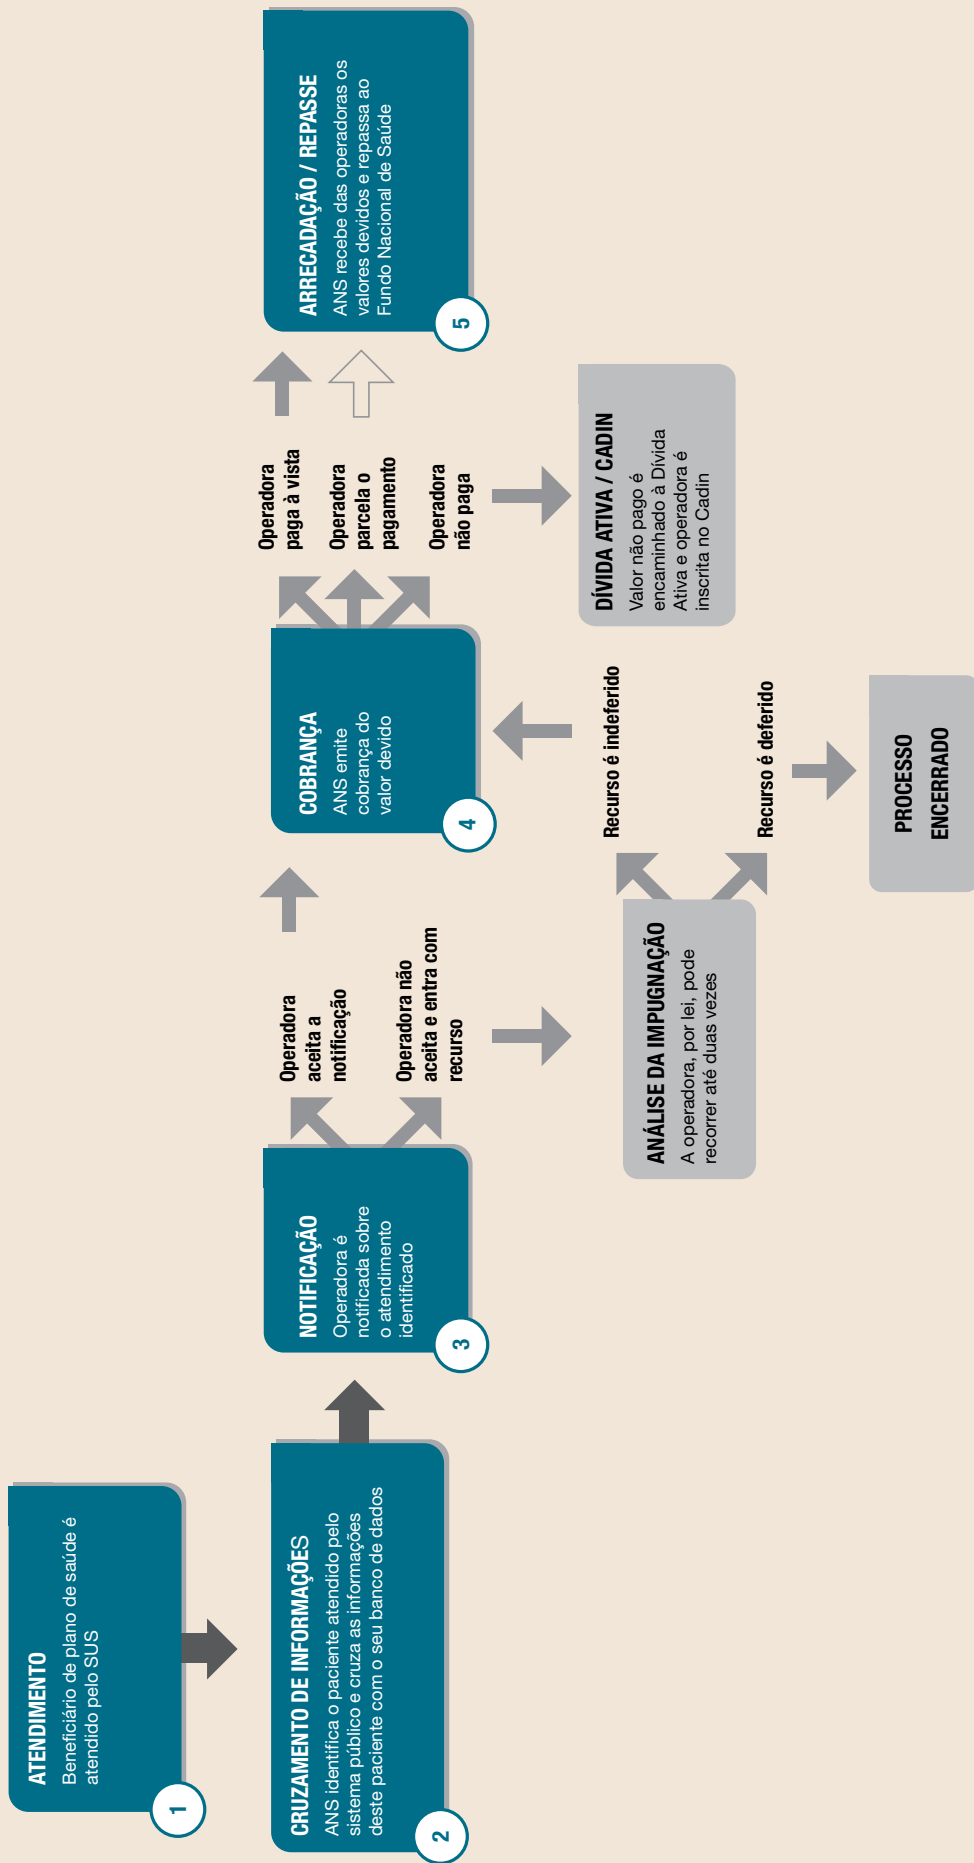 ATENDIMENTO
Beneficiário de plano de saúde é
atendido pelo SUS
1
CRUZAMENTO DE INFORMAÇÕES
ANS identifica o paciente atendido pelo
sistema público e cruza as informações
deste paciente com o seu banco de dados
2
NOTIFICAÇÃO
Operadora é
notificada sobre
o atendimento
identificado
3
Operadora
aceita a
notificação
Operadora não
aceita e entra com
recurso
ANÁLISE DA IMPUGNAÇÃO
A operadora, por lei, pode
recorrer até duas vezes
Recurso é indeferido
Recurso é deferido
PROCESSO
ENCERRADO
COBRANÇA
ANS emite
cobrança do
valor devido
4
Operadora
paga à vista
Operadora
parcela o
pagamento
Operadora
não paga
DÍVIDA ATIVA / CADIN
Valor não pago é
encaminhado à Dívida
Ativa e operadora é
inscrita no Cadin
ARRECADAÇÃO / REPASSE
ANS recebe das operadoras os
valores devidos e repassa ao
Fundo Nacional de Saúde
5